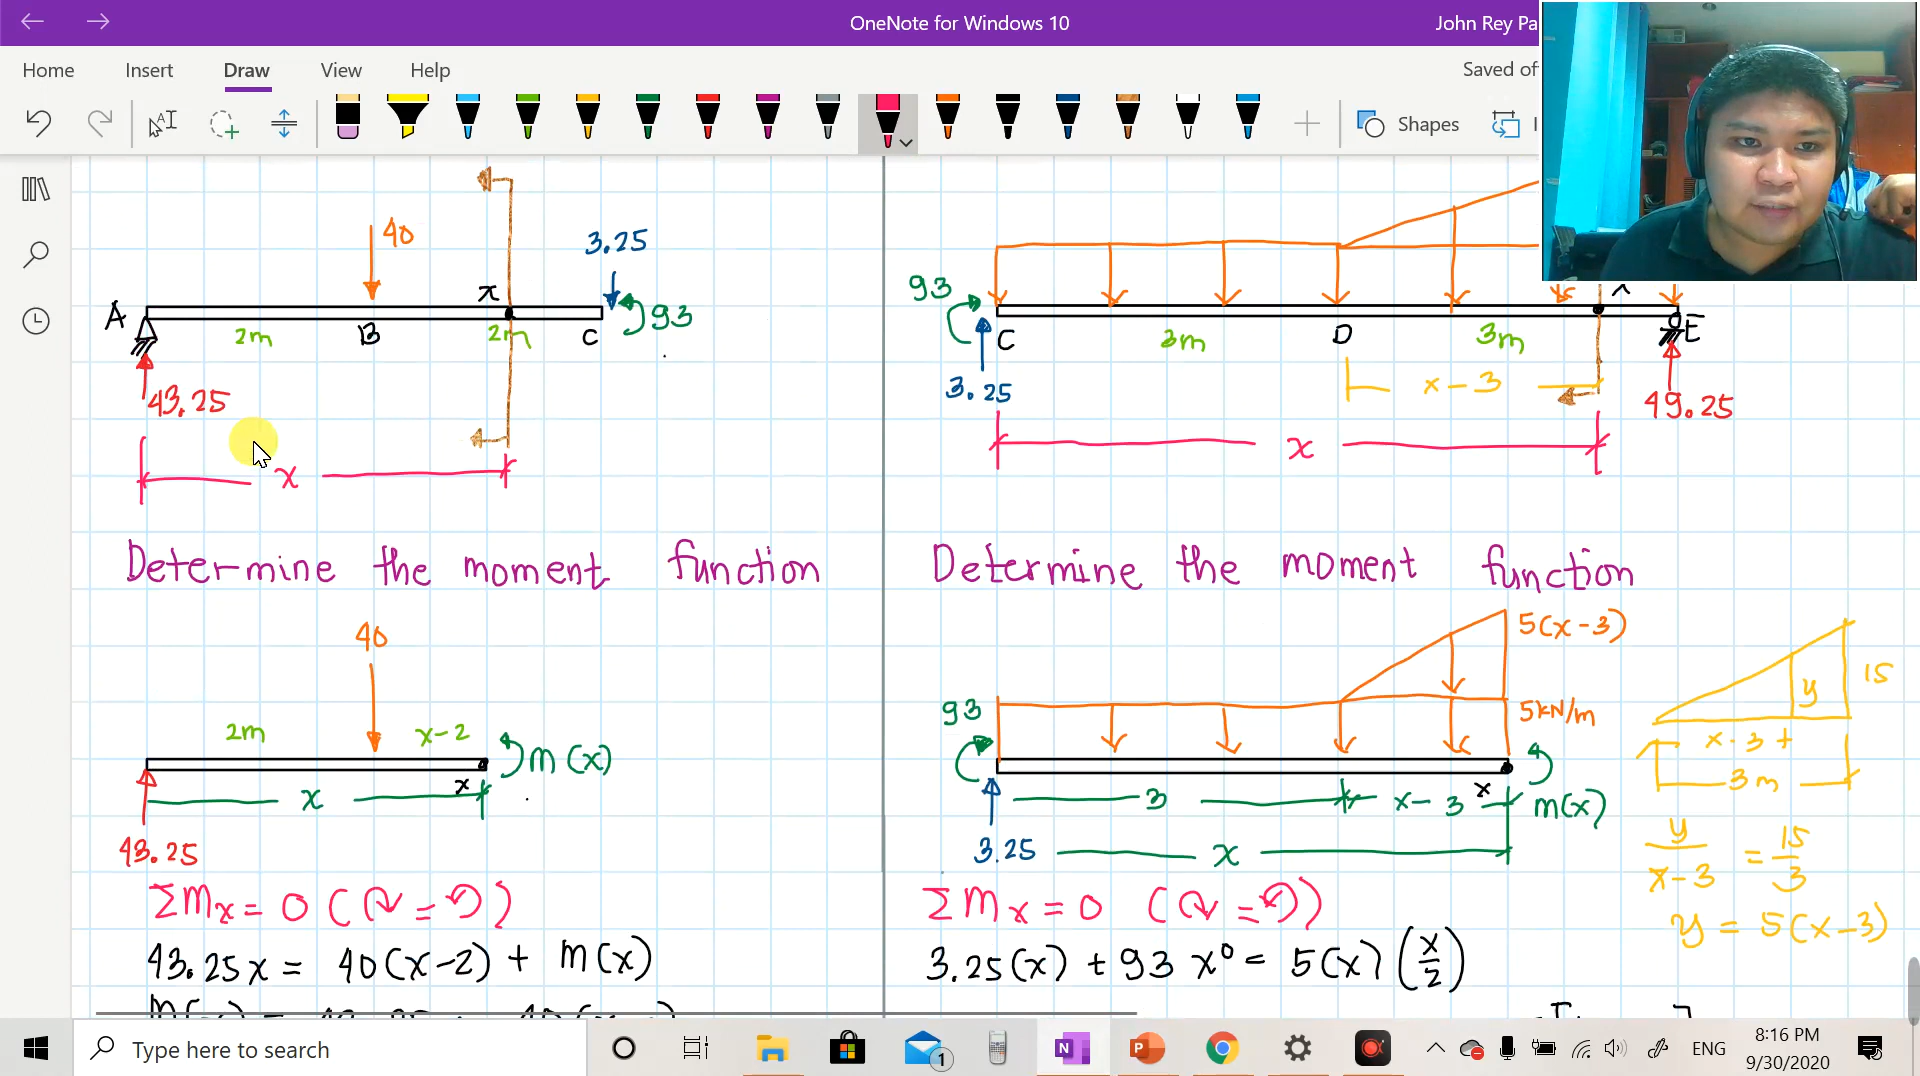 OneNote for Windows 10
John Rey Pa
Home Insert Draw View Help
Saved of
Shapes
40
3.25
x
A
93
2m B 2m C
43.25
x
Determine the moment function
40
2m x-2
m(x)
x
x
43.25
ΣMx = 0 (↻ = ↺)
43.25x = 40(x-2) + m(x)
93
C 3m D 3m E
3.25
x-3
49.25
x
Determine the moment function
5(x-3)
93
5kN/m
x
3 x-3 m(x)
3.25 x
ΣMx = 0 (↻ = ↺)
3.25(x) + 93x⁰ = 5(x)(x/2)
15
y
x-3
3m
y/x-3 = 15/3
y = 5(x-3)
Type here to search
1
ENG
8:16 PM
9/30/2020